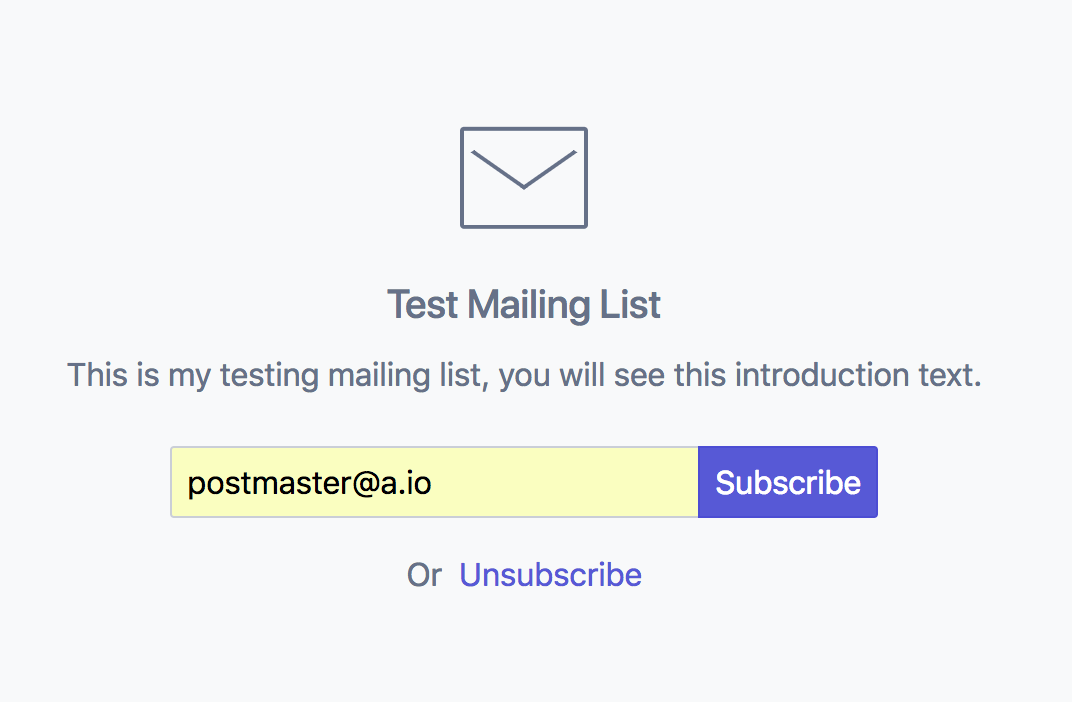 Test Mailing List
This is my testing mailing list, you will see this introduction text.
postmaster@a.io Subscribe
Or Unsubscribe